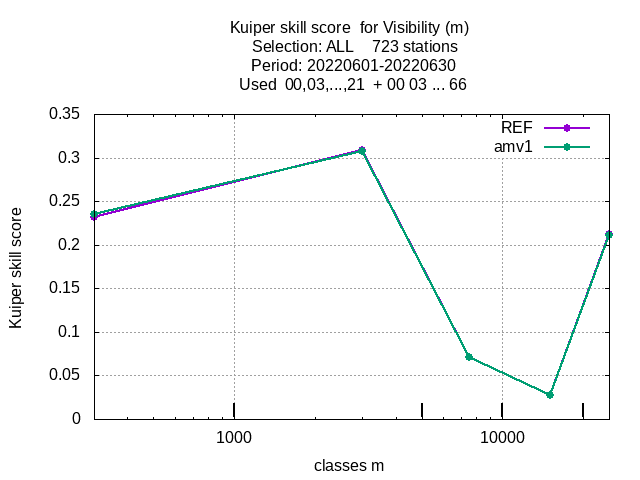 Kuiper skill score  for Visibility (m)
Selection: ALL    723 stations
Period: 20220601-20220630
Used  00,03,...,21  + 00 03 ... 66
0.35
0.3
0.25
0.2
0.15
0.1
0.05
0
Kuiper skill score
REF
amv1
1000
10000
classes m